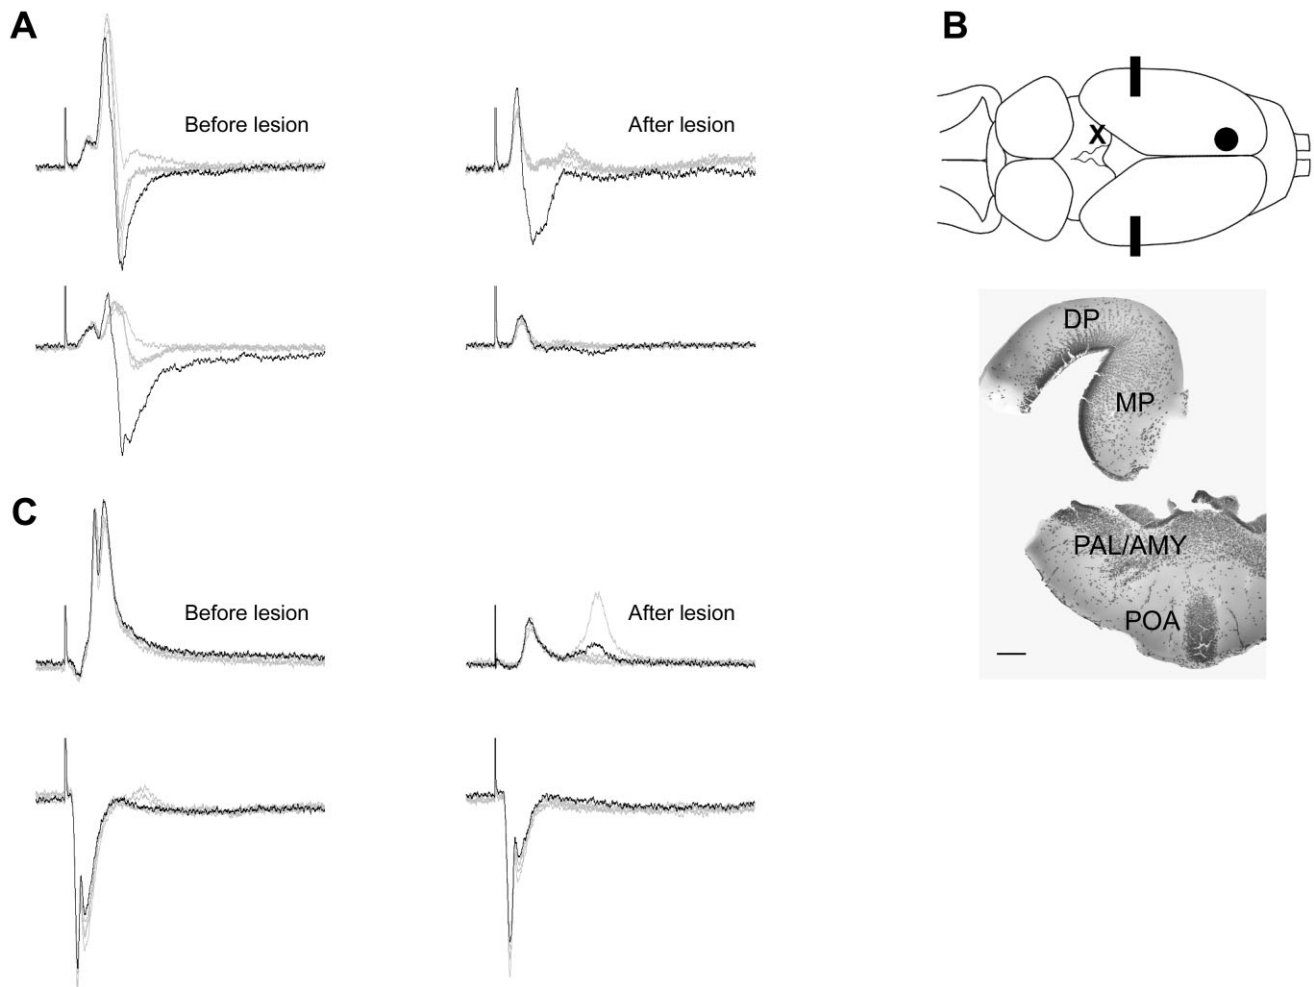 A
B
Before lesion
After lesion
X
DP
MP
C
PAL/AMY
Before lesion
After lesion
POA